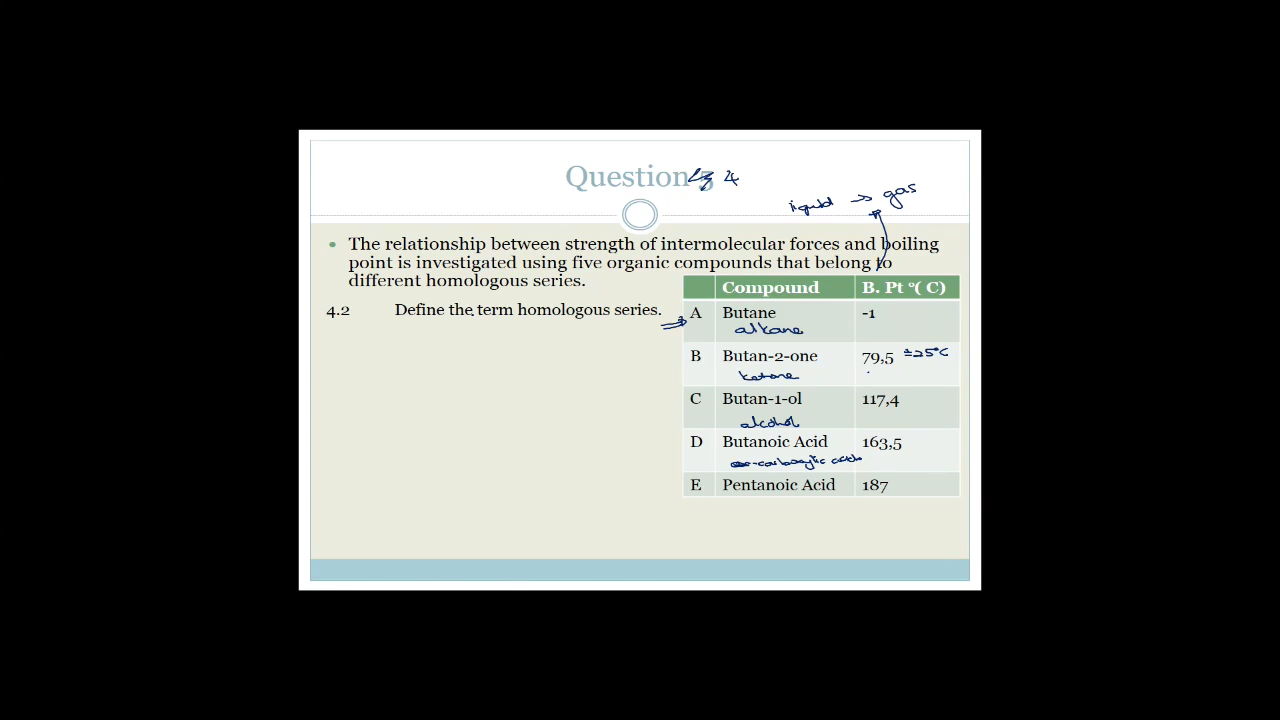 Question 5 4
liquid → gas
• The relationship between strength of intermolecular forces and boiling
point is investigated using five organic compounds that belong to
different homologous series.
4.2 Define the term homologous series.
Compound B. Pt º( C)
⇒ A Butane -1
alkane
B Butan-2-one 79,5 ±25°C
ketone
C Butan-1-ol 117,4
alcohol
D Butanoic Acid 163,5
carboxylic acid
E Pentanoic Acid 187